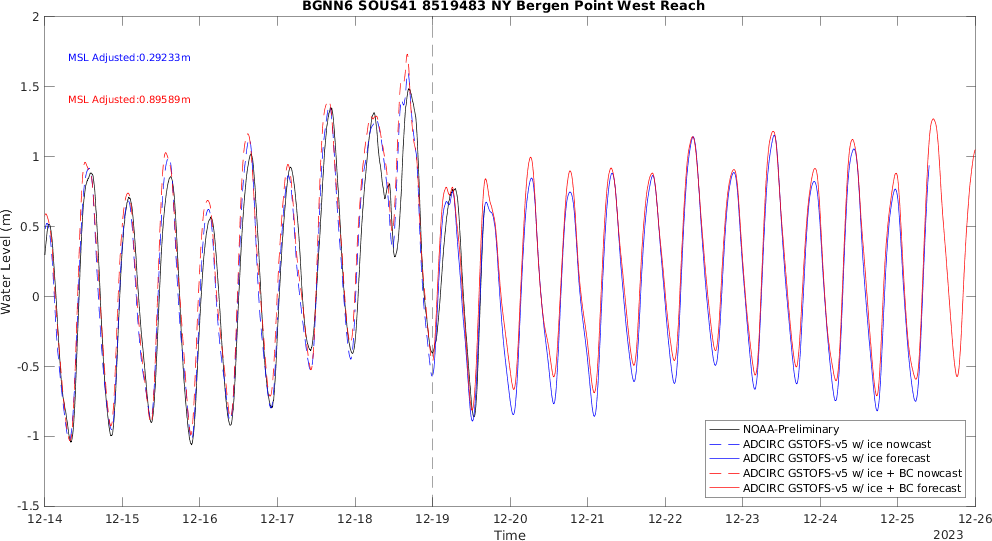 BGNN6 SOUS41 8519483 NY Bergen Point West Reach
2
MSL Adjusted:0.29233m
1.5
MSL Adjusted:0.89589m
1
0.5
Water Level (m)
0
-0.5
-1
-1.5
NOAA-Preliminary
ADCIRC GSTOFS-v5 w/ ice nowcast
ADCIRC GSTOFS-v5 w/ ice forecast
ADCIRC GSTOFS-v5 w/ ice + BC nowcast
ADCIRC GSTOFS-v5 w/ ice + BC forecast
12-14 12-15 12-16 12-17 12-18 12-19 12-20 12-21 12-22 12-23 12-24 12-25 12-26
Time
2023